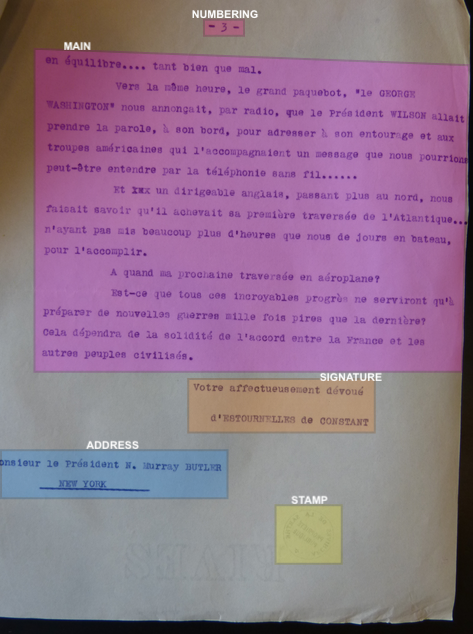 NUMBERING
- 3 -
MAIN
en équilibre.... tant bien que mal.
Vers la même heure, le grand paquebot, "le GEORGE
WASHINGTON" nous annonçait, par radio, que le Président WILSON allait
prendre la parole, à son bord, pour adresser à son entourage et aux
troupes américaines qui l'accompagnaient un message que nous pourrions
peut-être entendre par la téléphonie sans fil......
Et xxx un dirigeable anglais, passant plus au nord, nous
faisait savoir qu'il achevait sa première traversée de l'Atlantique...
n'ayant pas mis beaucoup plus d'heures que nous de jours en bateau,
pour l'accomplir.
A quand ma prochaine traversée en aéroplane?
Est-ce que tous ces incroyables progrès ne serviront qu'à
préparer de nouvelles guerres mille fois pires que la dernière?
Cela dépendra de la solidité de l'accord entre la France et les
autres peuples civilisés.
SIGNATURE
Votre affectueusement dévoué
d'ESTOURNELLES de CONSTANT
ADDRESS
onsieur le Président N. Murray BUTLER
NEW YORK
STAMP